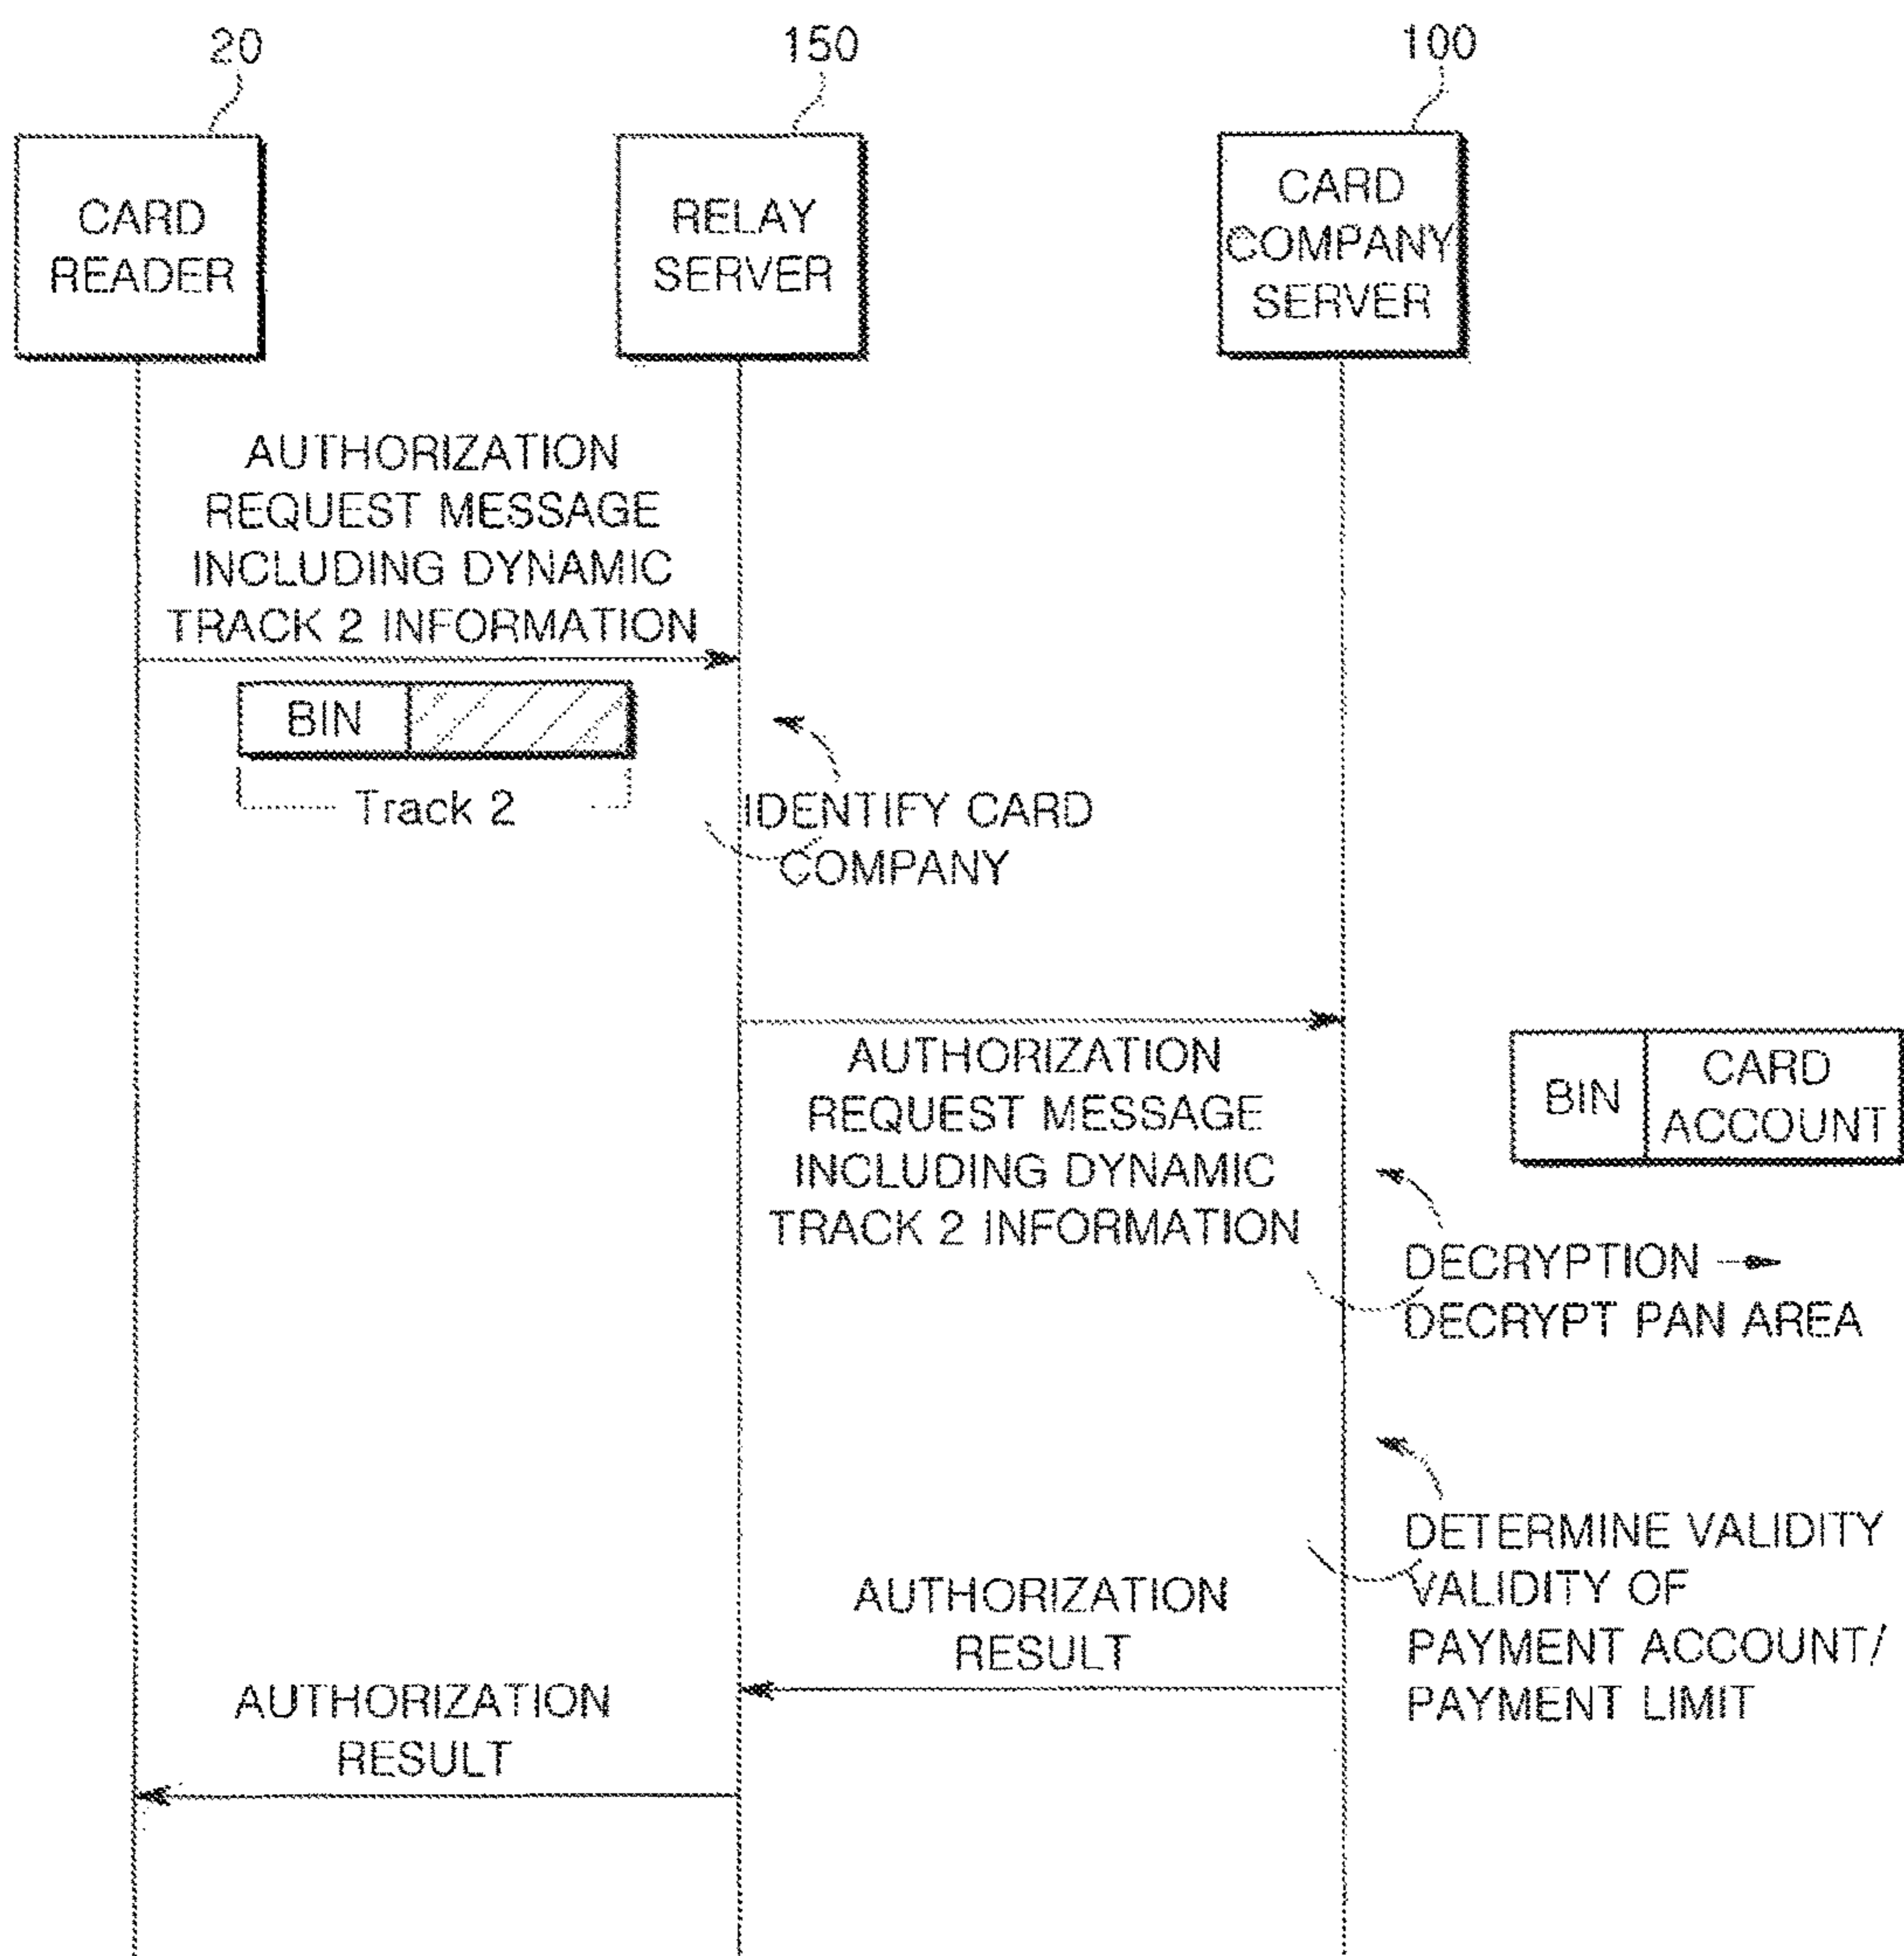 20
150
100
CARD
READER
RELAY
SERVER
CARD
COMPANY
SERVER
AUTHORIZATION
REQUEST MESSAGE
INCLUDING DYNAMIC
TRACK 2 INFORMATION
BIN
Track 2
IDENTIFY CARD
COMPANY
AUTHORIZATION
REQUEST MESSAGE
INCLUDING DYNAMIC
TRACK 2 INFORMATION
BIN
CARD
ACCOUNT
DECRYPTION →
DECRYPT PAN AREA
DETERMINE VALIDITY
VALIDITY OF
PAYMENT ACCOUNT/
PAYMENT LIMIT
AUTHORIZATION
RESULT
AUTHORIZATION
RESULT